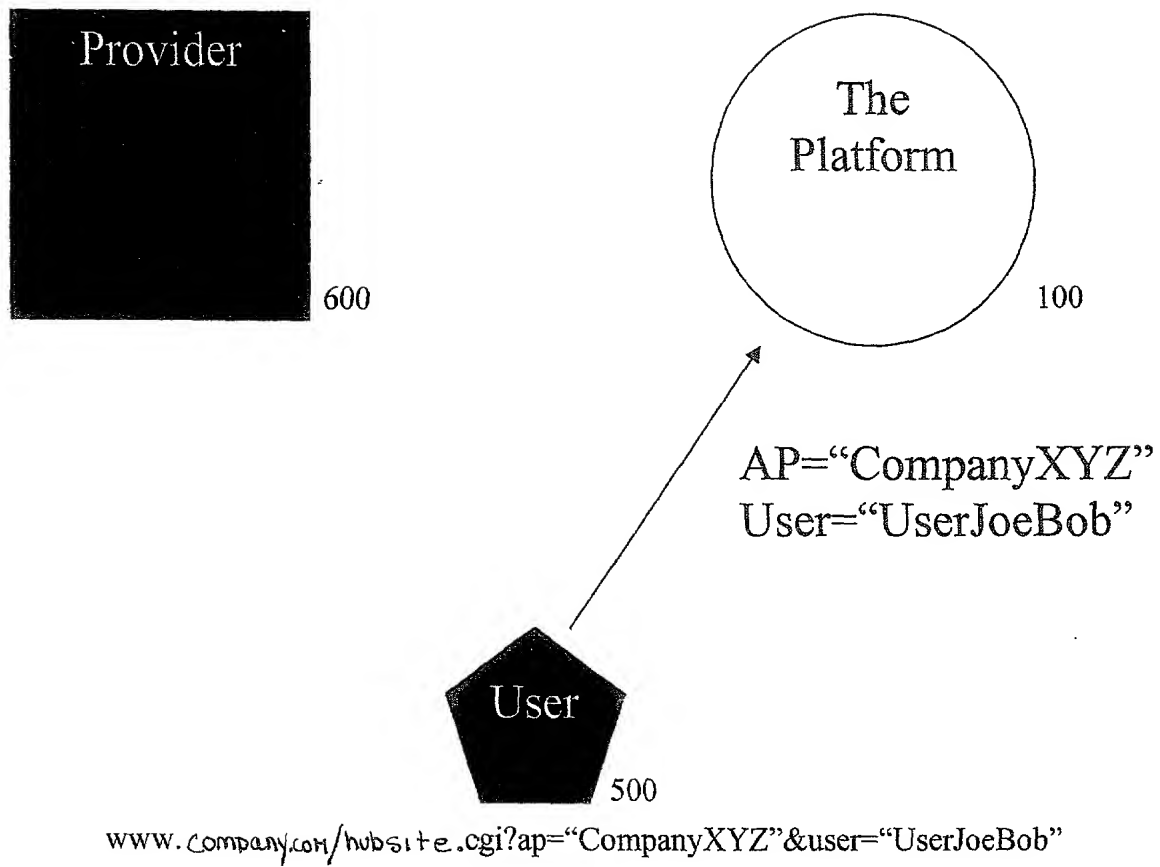 Provider
600
The
Platform
100
AP=“CompanyXYZ”
User=“UserJoeBob”
User
500
www.company.com/hubsite.cgi?ap=“CompanyXYZ”&user=“UserJoeBob”